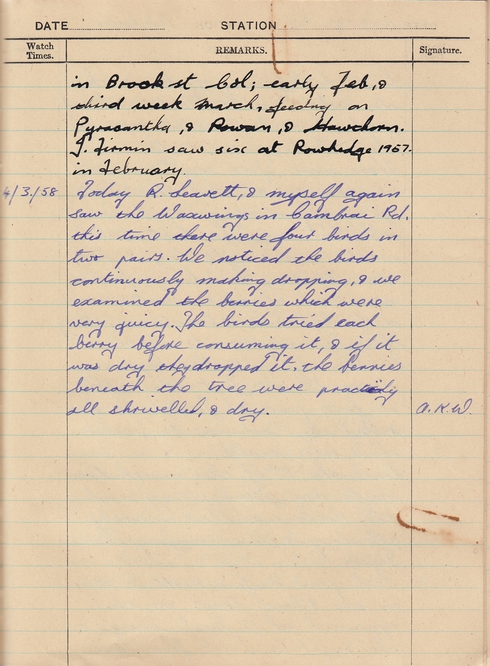 DATE STATION
Watch Times. REMARKS. Signature.
in Brook st Col; early Feb, &
third week March, feeding on
Pyracantha, & Rowan, & Hawthorn.
J. Firmin saw six at Rowhedge 1957.
in February.
4/3/58 Today R. Leavett, & myself again
saw the Waxwings in Cambrai Rd.
this time there were four birds in
two pairs. We noticed the birds
continuously making dropping, & we
examined the berries which were
very juicy. The birds tried each
berry before consuming it, & if it
was dry they dropped it. the berries
beneath the tree were
all shrivelled, & dry. A.K.W.